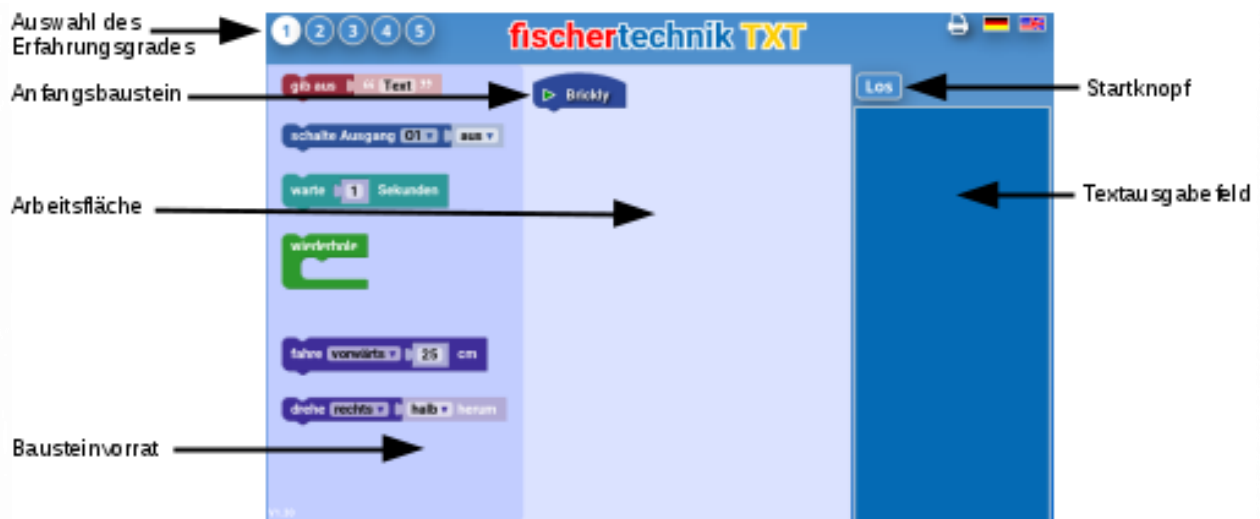 Auswahl des
Erfahrungsgrades
1 2 3 4 5
fischertechnik TXT
Anfangsbaustein
gib aus “ Text ”
Brickly
Los
Startknopf
schalte Ausgang O1 aus
warte 1 Sekunden
Arbeitsfläche
Textausgabefeld
wiederhole
fahre vorwärts 25 cm
drehe rechts halb herum
Bausteinvorrat